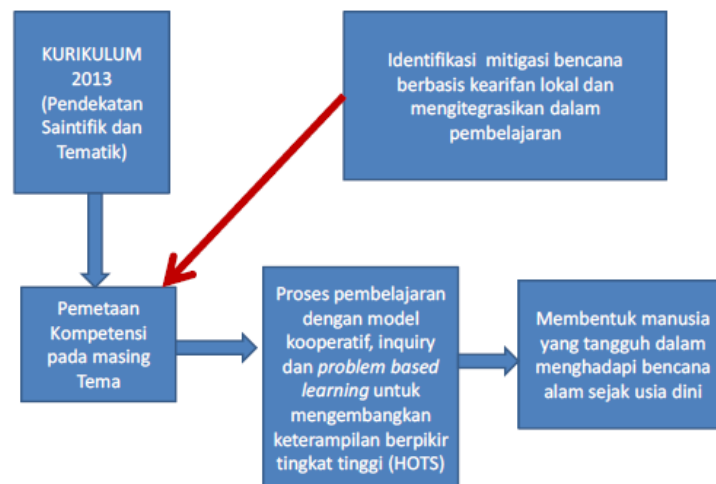 KURIKULUM
2013
(Pendekatan
Saintifik dan
Tematik)
Identifikasi mitigasi bencana
berbasis kearifan lokal dan
mengitegrasikan dalam
pembelajaran
Pemetaan
Kompetensi
pada masing
Tema
Proses pembelajaran
dengan model
kooperatif, inquiry
dan problem based
learning untuk
mengembangkan
keterampilan berpikir
tingkat tinggi (HOTS)
Membentuk manusia
yang tangguh dalam
menghadapi bencana
alam sejak usia dini